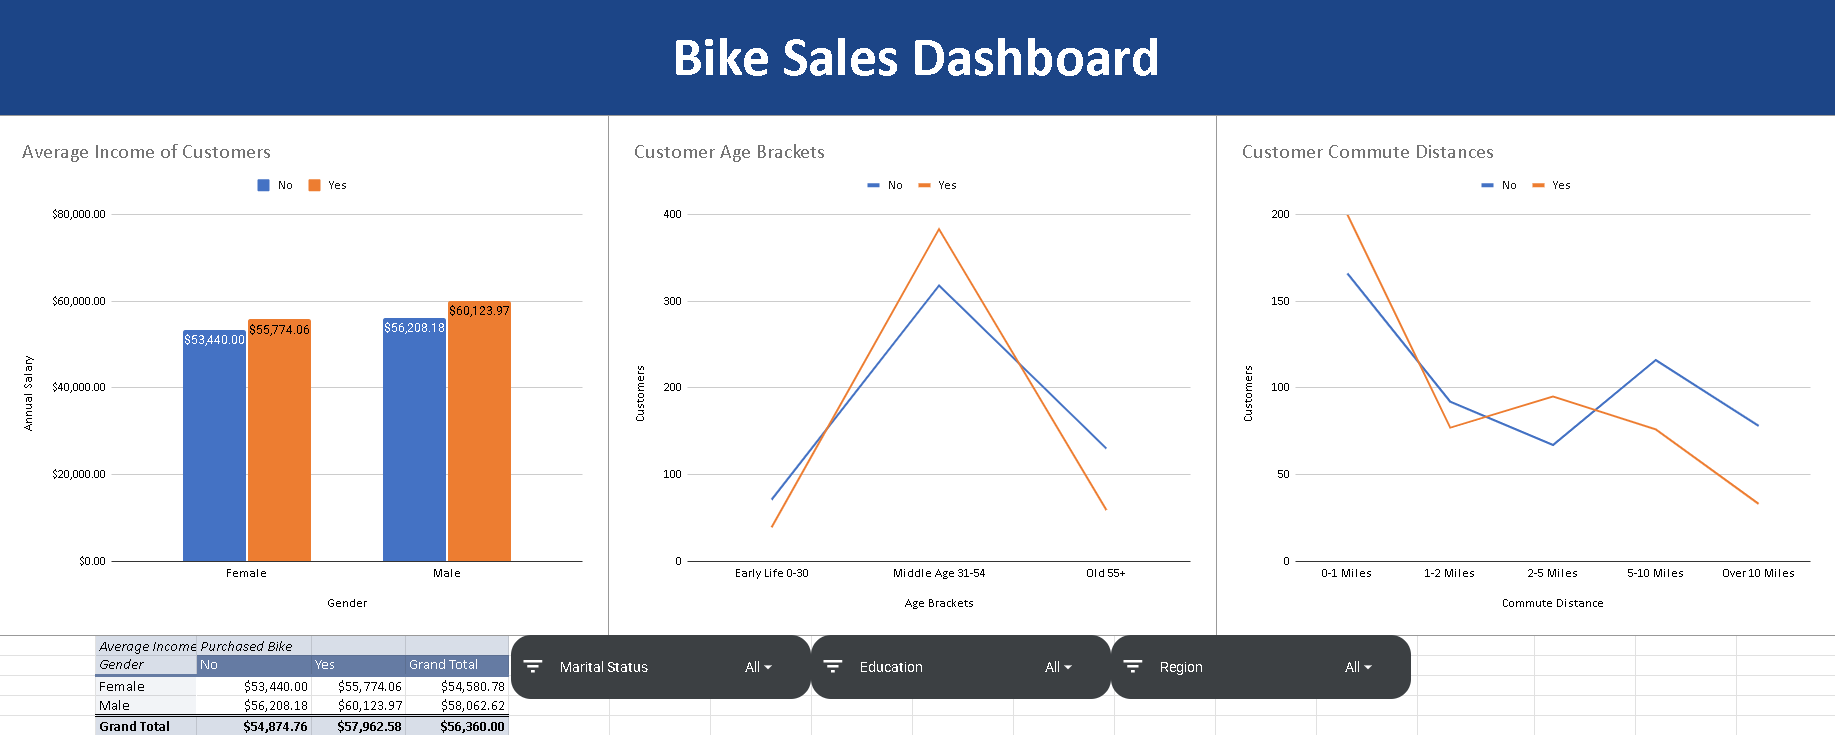 Bike Sales Dashboard
Average Income of Customers
No Yes
$80,000.00
$60,000.00
$40,000.00
$20,000.00
$0.00
Annual Salary
$53,440.00
$55,774.06
$56,208.18
$60,123.97
Female Male
Gender
Customer Age Brackets
No Yes
400
300
200
100
0
Customers
Early Life 0-30 Middle Age 31-54 Old 55+
Age Brackets
Customer Commute Distances
No Yes
200
150
100
50
0
Customers
0-1 Miles 1-2 Miles 2-5 Miles 5-10 Miles Over 10 Miles
Commute Distance
Average Income Purchased Bike
Gender No Yes Grand Total
Female $53,440.00 $55,774.06 $54,580.78
Male $56,208.18 $60,123.97 $58,062.62
Grand Total $54,874.76 $57,962.58 $56,360.00
Marital Status All
Education All
Region All